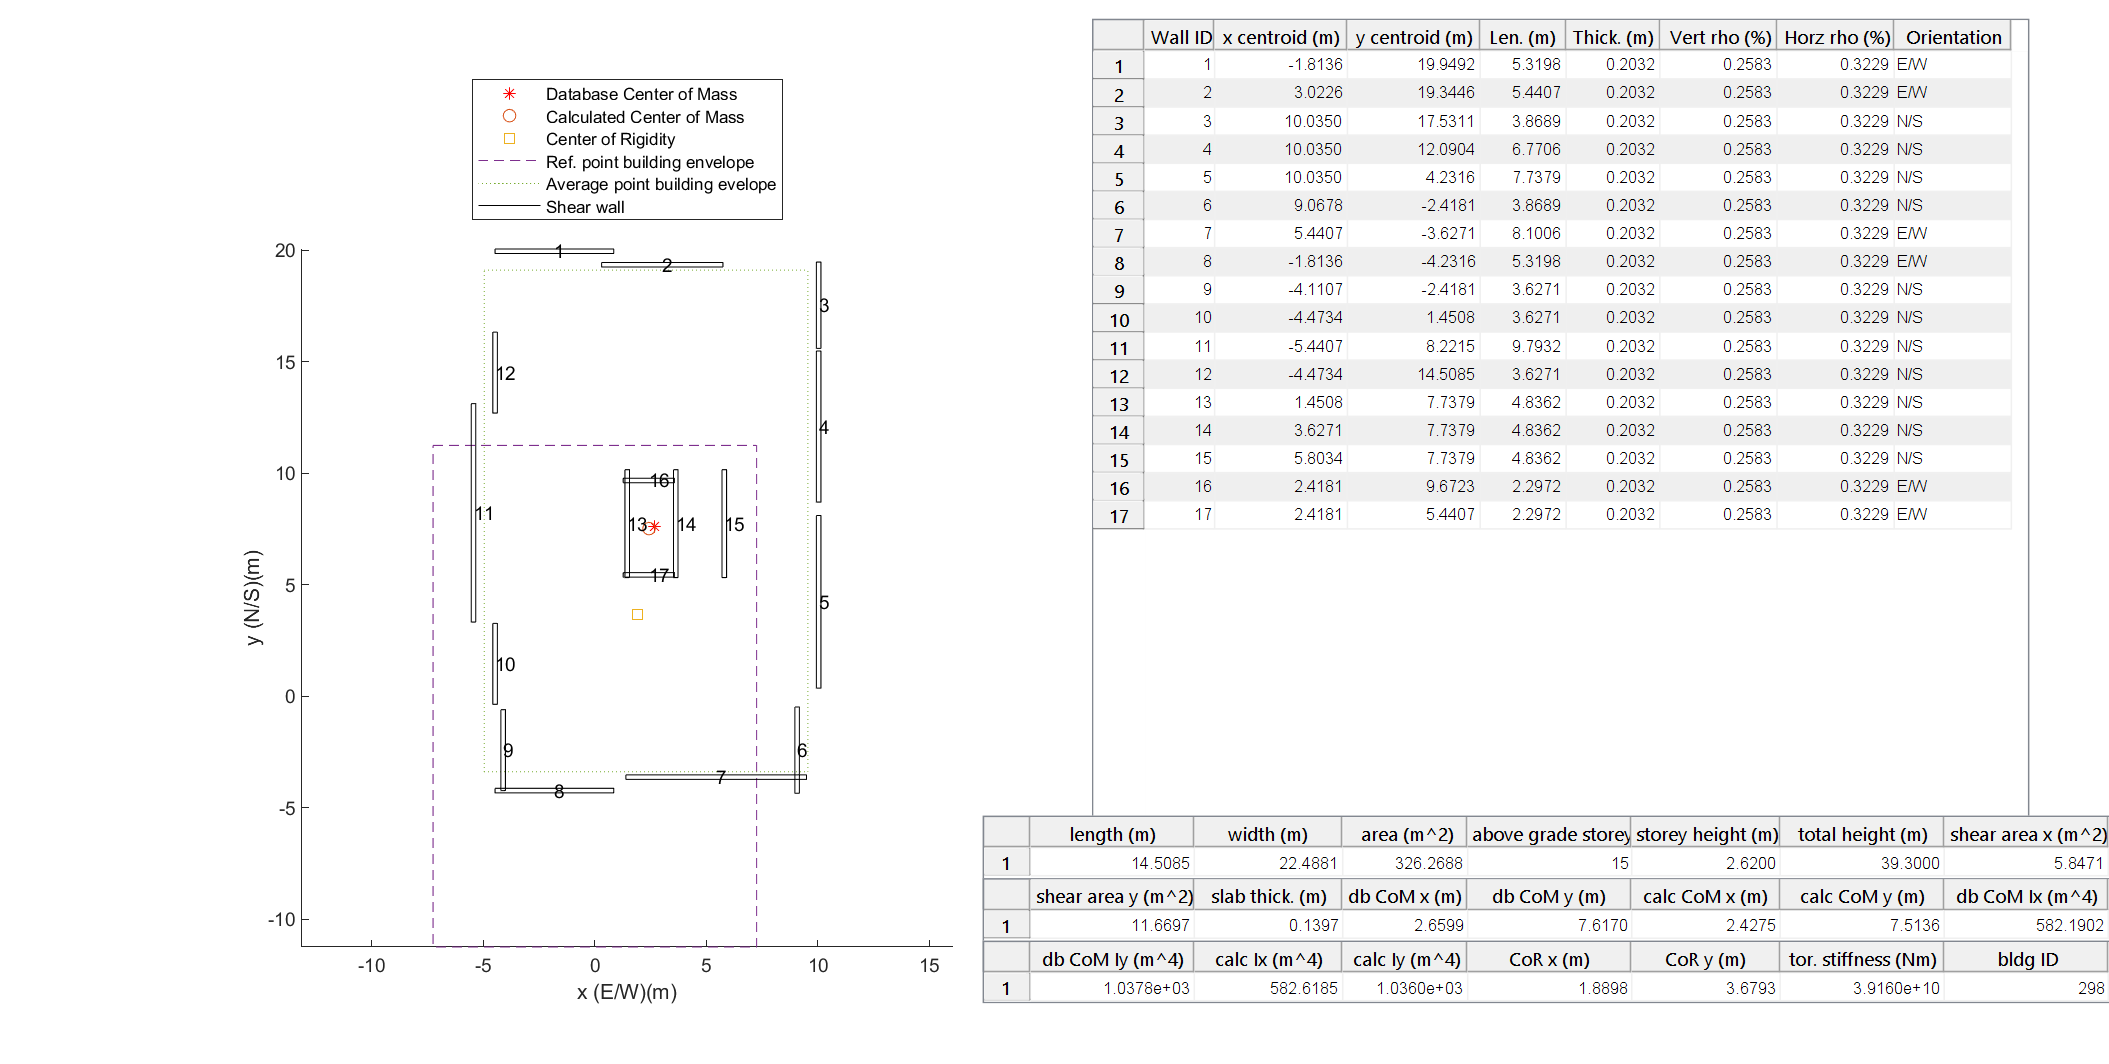 Database Center of Mass
Calculated Center of Mass
Center of Rigidity
Ref. point building envelope
Average point building evelope
Shear wall
20
15
10
5
0
-5
-10
y (N/S)(m)
-10 -5 0 5 10 15
x (E/W)(m)
1
2
3
12
4
16
11
13 14 15
17
5
10
9
6
7
8
Wall ID x centroid (m) y centroid (m) Len. (m) Thick. (m) Vert rho (%) Horz rho (%) Orientation
1 1 -1.8136 19.9492 5.3198 0.2032 0.2583 0.3229 E/W
2 2 3.0226 19.3446 5.4407 0.2032 0.2583 0.3229 E/W
3 3 10.0350 17.5311 3.8689 0.2032 0.2583 0.3229 N/S
4 4 10.0350 12.0904 6.7706 0.2032 0.2583 0.3229 N/S
5 5 10.0350 4.2316 7.7379 0.2032 0.2583 0.3229 N/S
6 6 9.0678 -2.4181 3.8689 0.2032 0.2583 0.3229 N/S
7 7 5.4407 -3.6271 8.1006 0.2032 0.2583 0.3229 E/W
8 8 -1.8136 -4.2316 5.3198 0.2032 0.2583 0.3229 E/W
9 9 -4.1107 -2.4181 3.6271 0.2032 0.2583 0.3229 N/S
10 10 -4.4734 1.4508 3.6271 0.2032 0.2583 0.3229 N/S
11 11 -5.4407 8.2215 9.7932 0.2032 0.2583 0.3229 N/S
12 12 -4.4734 14.5085 3.6271 0.2032 0.2583 0.3229 N/S
13 13 1.4508 7.7379 4.8362 0.2032 0.2583 0.3229 N/S
14 14 3.6271 7.7379 4.8362 0.2032 0.2583 0.3229 N/S
15 15 5.8034 7.7379 4.8362 0.2032 0.2583 0.3229 N/S
16 16 2.4181 9.6723 2.2972 0.2032 0.2583 0.3229 E/W
17 17 2.4181 5.4407 2.2972 0.2032 0.2583 0.3229 E/W
length (m) width (m) area (m^2) above grade storey storey height (m) total height (m) shear area x (m^2)
1 14.5085 22.4881 326.2688 15 2.6200 39.3000 5.8471
shear area y (m^2) slab thick. (m) db CoM x (m) db CoM y (m) calc CoM x (m) calc CoM y (m) db CoM Ix (m^4)
1 11.6697 0.1397 2.6599 7.6170 2.4275 7.5136 582.1902
db CoM Iy (m^4) calc Ix (m^4) calc Iy (m^4) CoR x (m) CoR y (m) tor. stiffness (Nm) bldg ID
1 1.0378e+03 582.6185 1.0360e+03 1.8898 3.6793 3.9160e+10 298